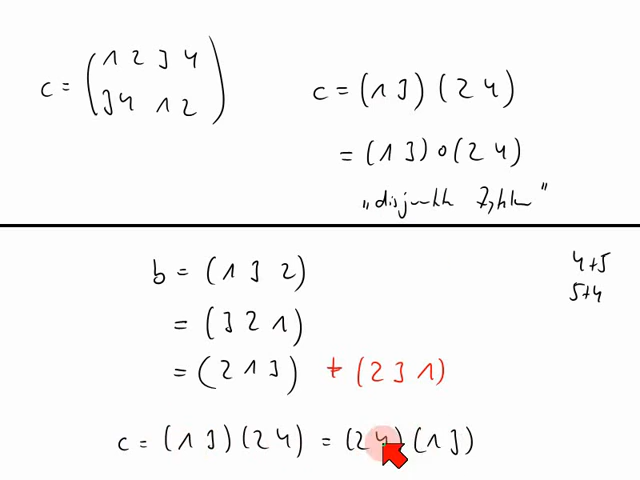 c = (1 2 3 4
3 4 1 2)
c = (1 3) (2 4)
= (1 3) ∘ (2 4)
„disjunkte Zyklen"
b = (1 3 2)
= (3 2 1)
= (2 1 3) ≠ (2 3 1)
4+5
5+4
c = (1 3) (2 4) = (2 4) (1 3)